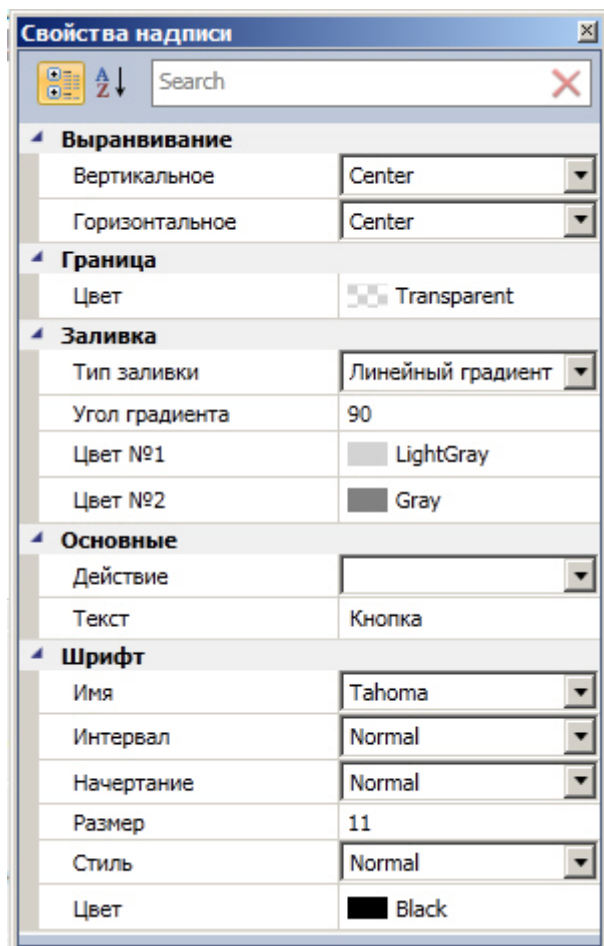 Свойства надписи
Search
Выранвивание
Вертикальное Center
Горизонтальное Center
Граница
Цвет Transparent
Заливка
Тип заливки Линейный градиент
Угол градиента 90
Цвет №1 LightGray
Цвет №2 Gray
Основные
Действие
Текст Кнопка
Шрифт
Имя Tahoma
Интервал Normal
Начертание Normal
Размер 11
Стиль Normal
Цвет Black